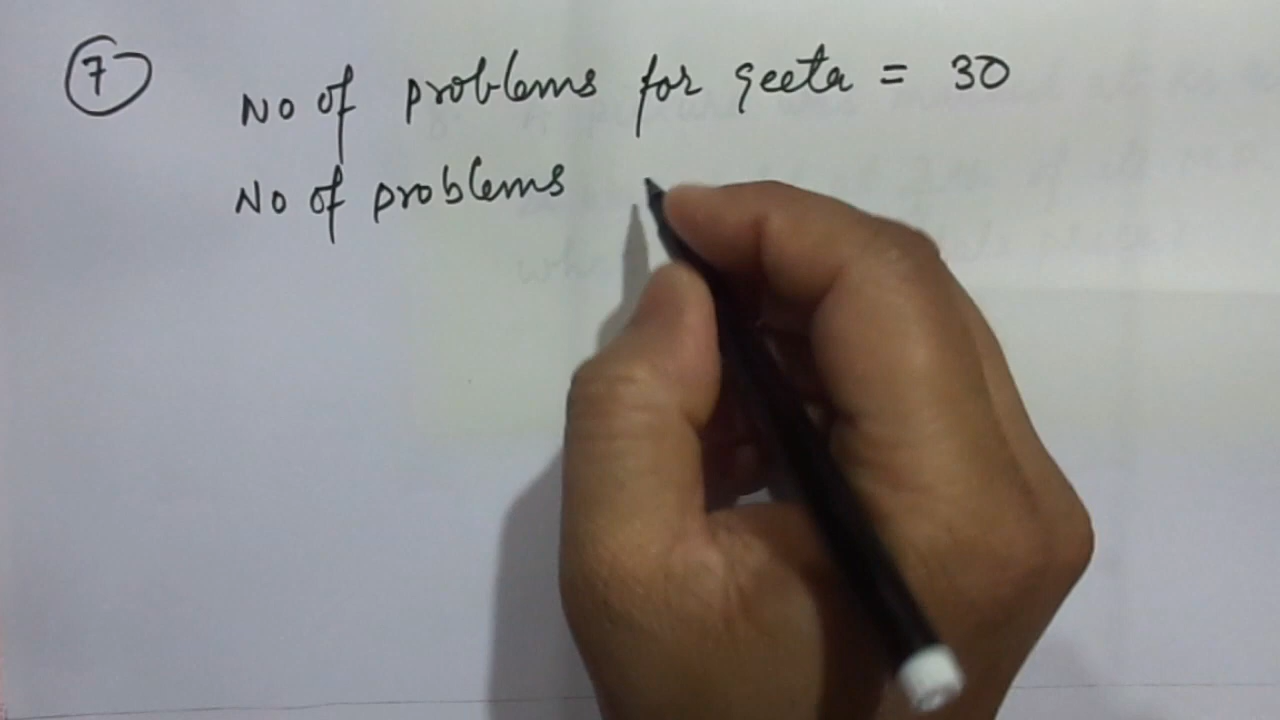 7
No of problems for geeta = 30
No of problems